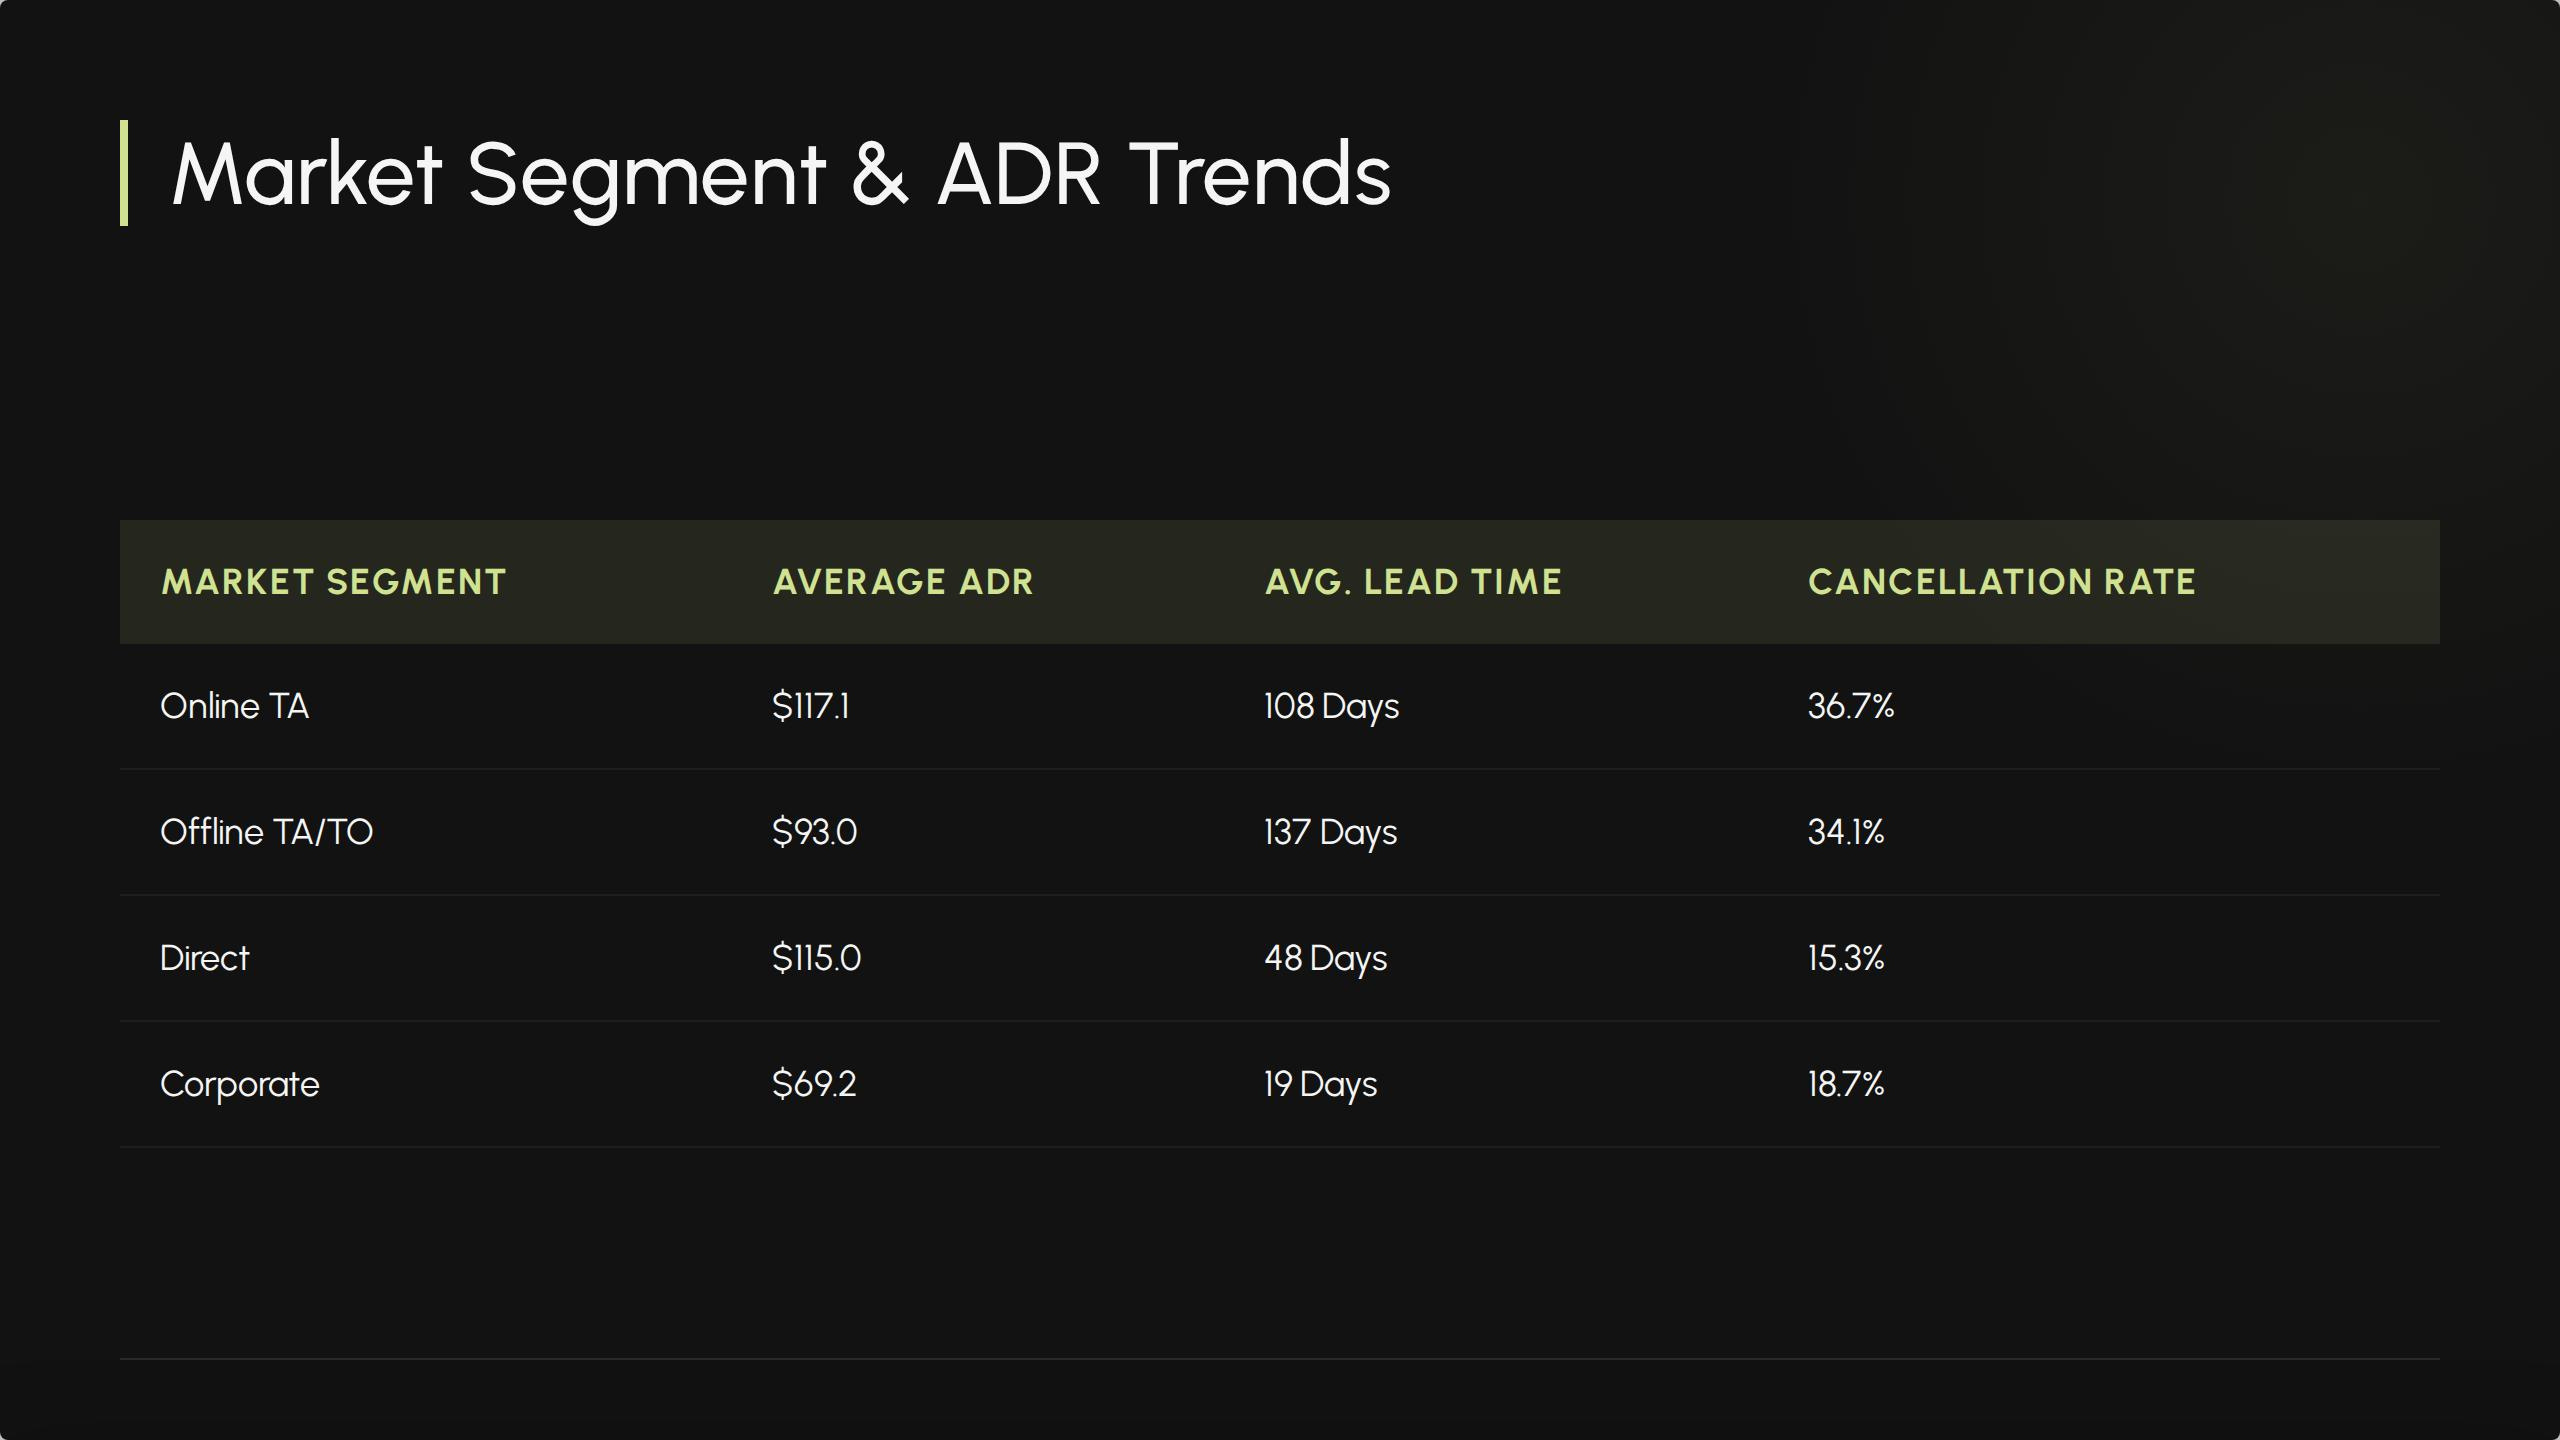 Market Segment & ADR Trends
MARKET SEGMENT AVERAGE ADR AVG. LEAD TIME CANCELLATION RATE
Online TA $117.1 108 Days 36.7%
Offline TA/TO $93.0 137 Days 34.1%
Direct $115.0 48 Days 15.3%
Corporate $69.2 19 Days 18.7%